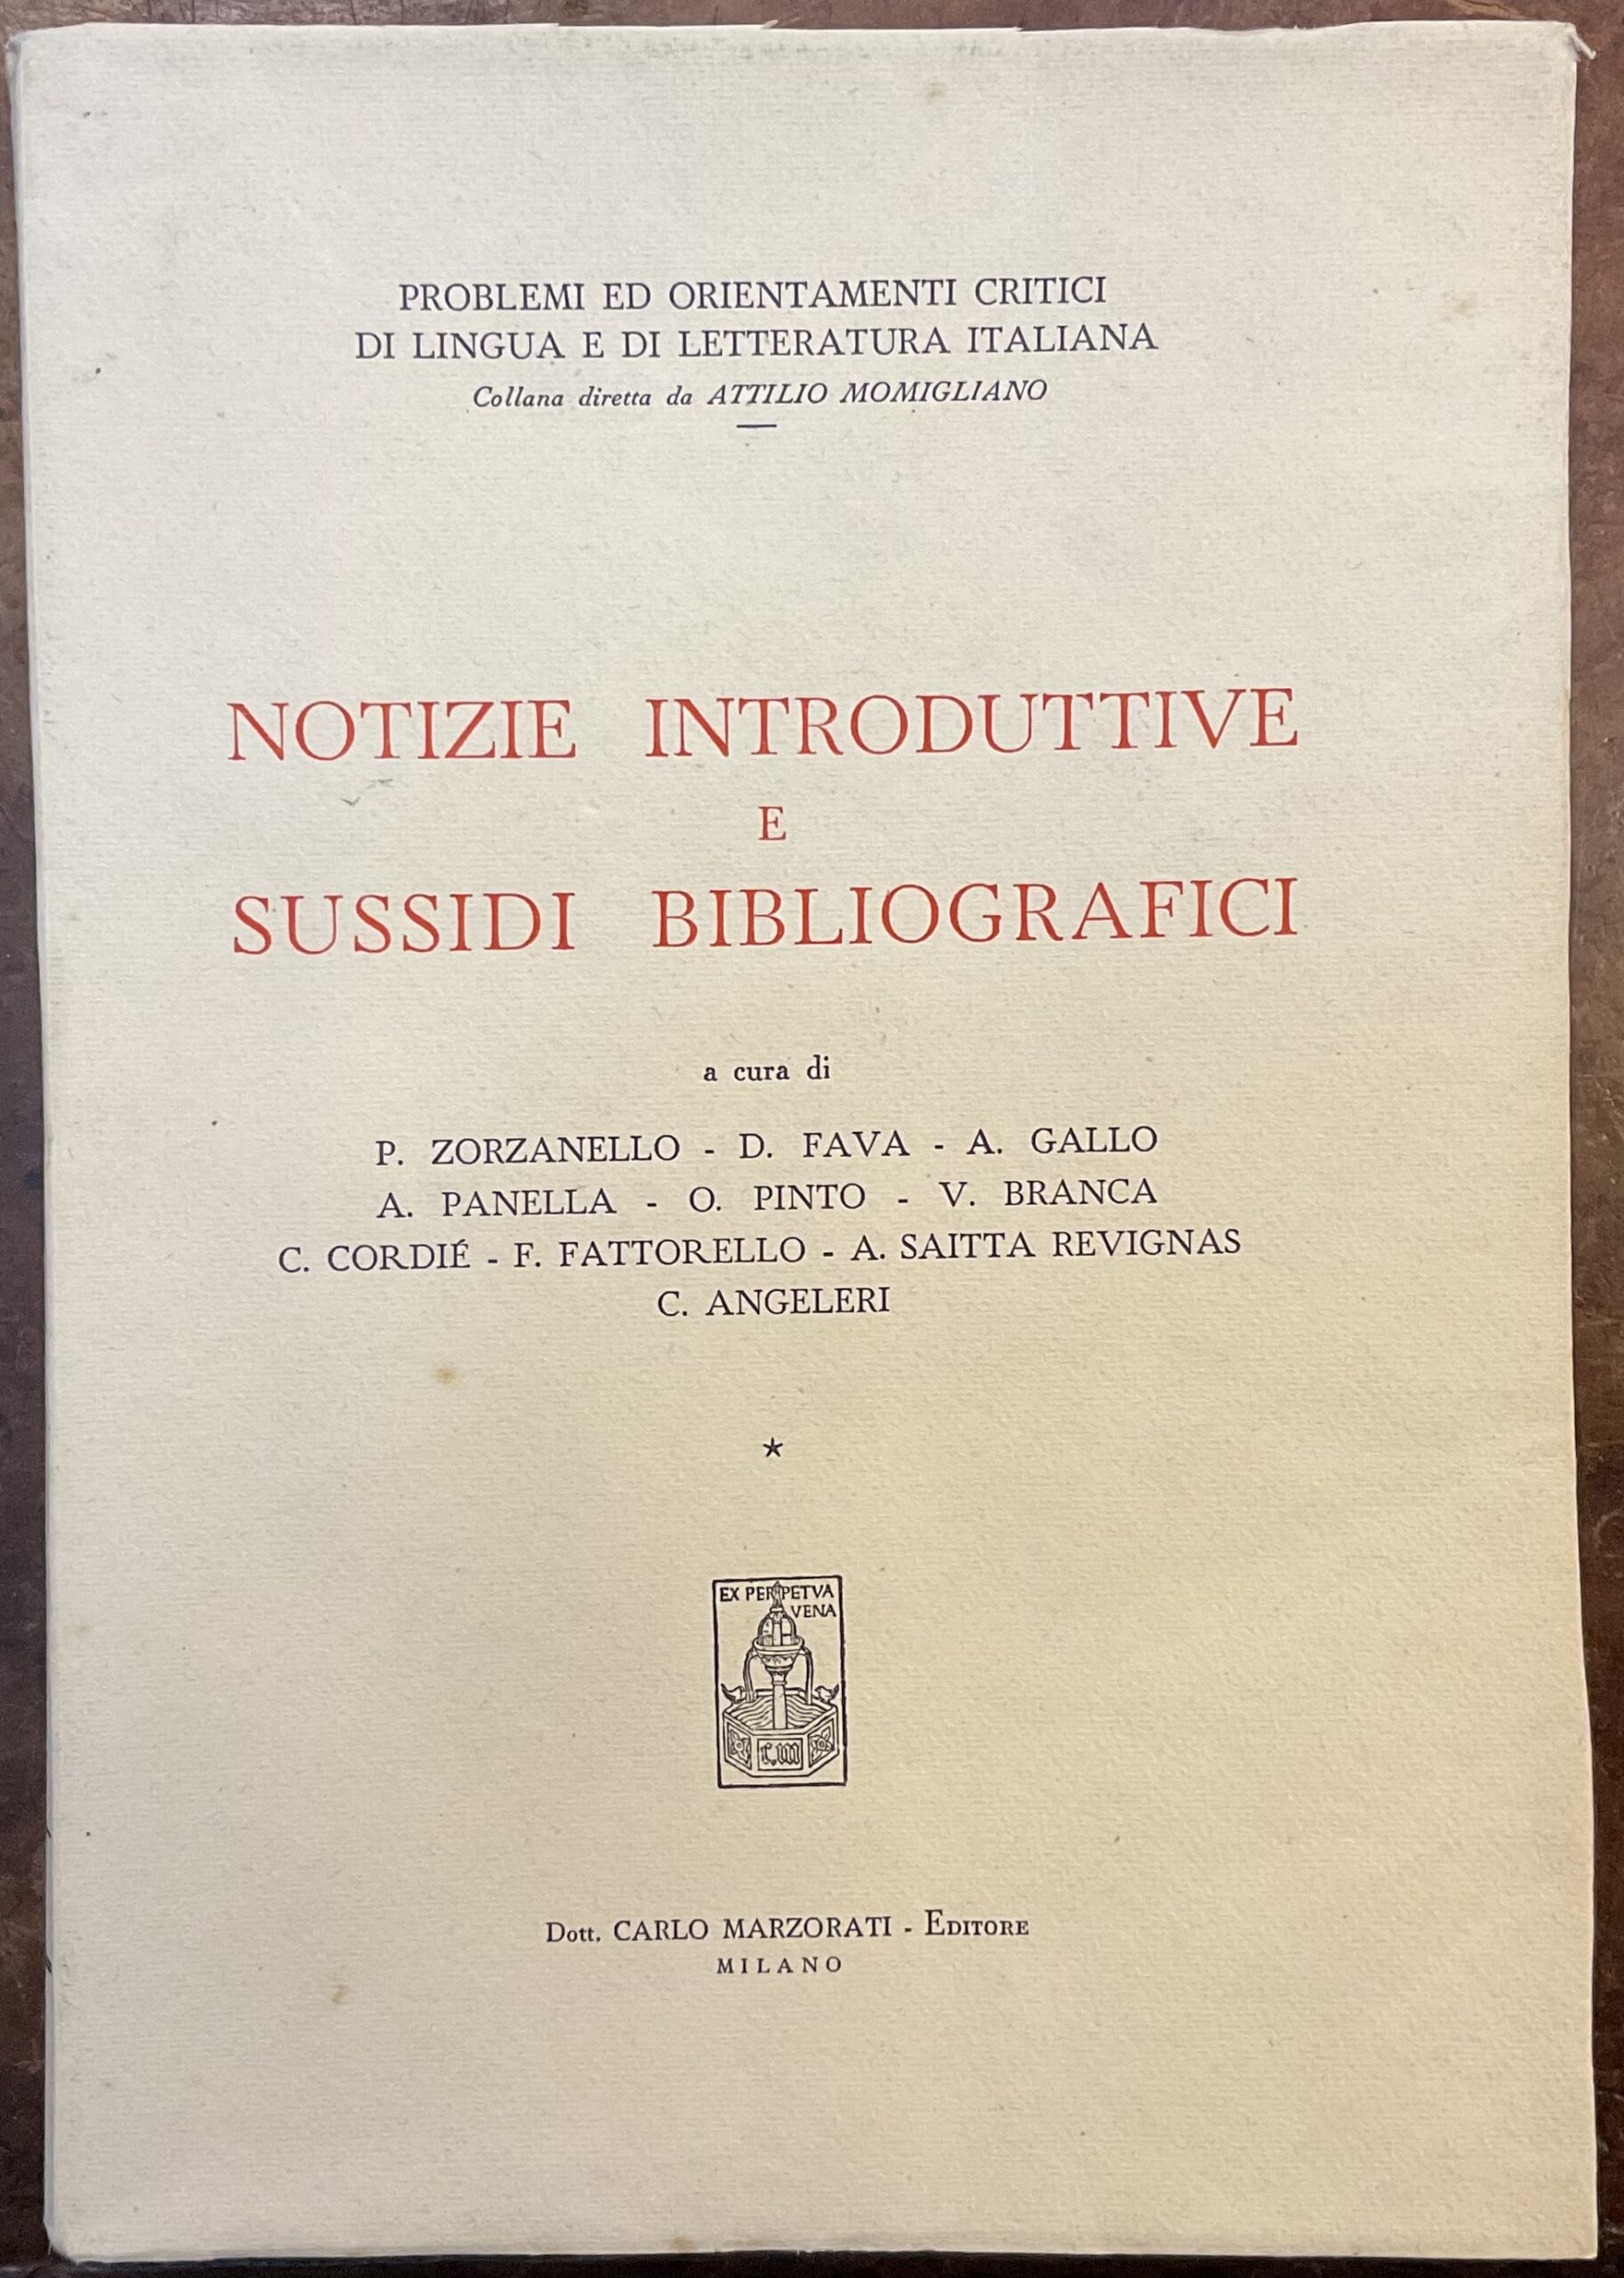 PROBLEMI ED ORIENTAMENTI CRITICI
DI LINGUA E DI LETTERATURA ITALIANA
Collana diretta da ATTILIO MOMIGLIANO
NOTIZIE INTRODUTTIVE
E
SUSSIDI BIBLIOGRAFICI
a cura di
P. ZORZANELLO - D. FAVA - A. GALLO
A. PANELLA - O. PINTO - V. BRANCA
C. CORDIÉ - F. FATTORELLO - A. SAITTA REVIGNAS
C. ANGELERI
*
EX PERPETVA
VENA
C.M
Dott. CARLO MARZORATI - EDITORE
MILANO